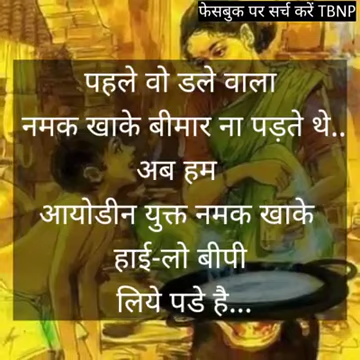 फेसबुक पर सर्च करें TBNP
पहले वो डले वाला
नमक खाके बीमार ना पड़ते थे..
अब हम
आयोडीन युक्त नमक खाके
हाई-लो बीपी
लिये पडे है...